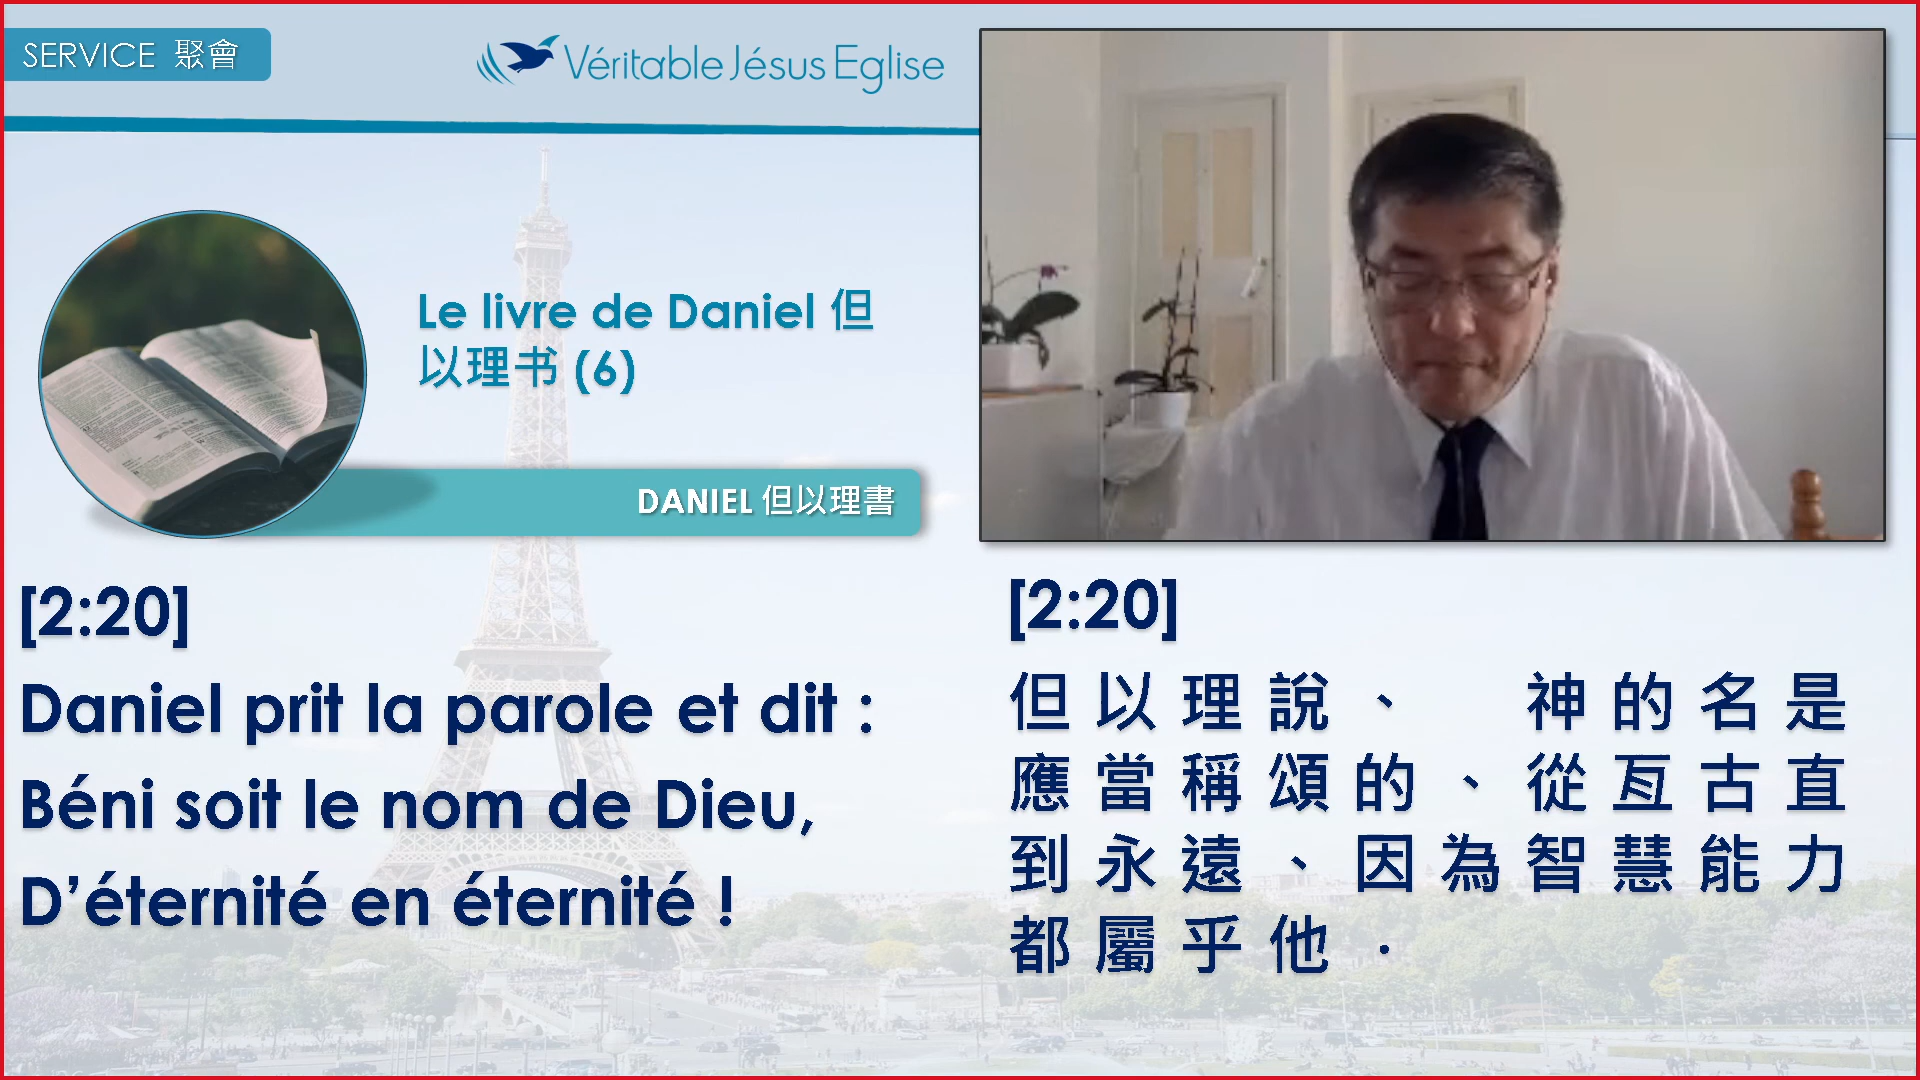 SERVICE 聚會
Véritable Jésus Eglise
Le livre de Daniel 但
以理书 (6)
DANIEL 但以理書
[2:20]
Daniel prit la parole et dit :
Béni soit le nom de Dieu,
D’éternité en éternité !
[2:20]
但以理說、 神的名是
應當稱頌的、從亙古直
到永遠、因為智慧能力
都屬乎他．